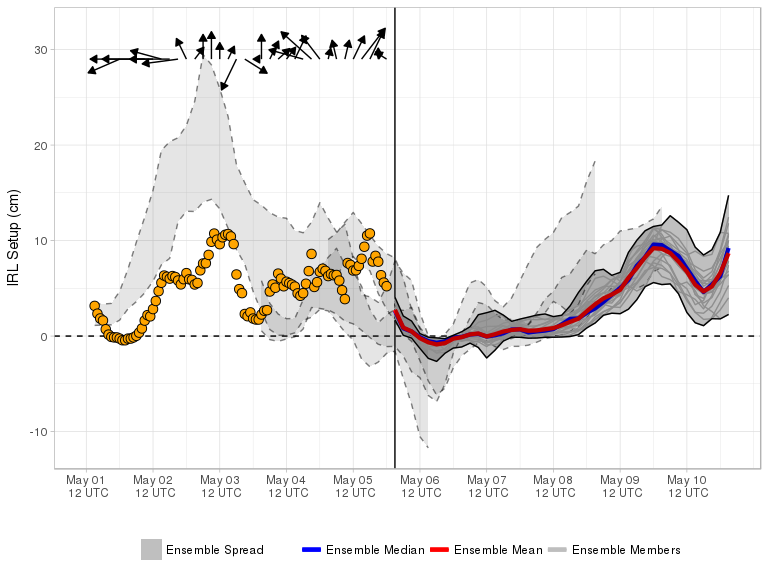 IRL Setup (cm)
30
20
10
0
-10
May 01 May 02 May 03 May 04 May 05 May 06 May 07 May 08 May 09 May 10
12 UTC 12 UTC 12 UTC 12 UTC 12 UTC 12 UTC 12 UTC 12 UTC 12 UTC 12 UTC
Ensemble Spread Ensemble Median Ensemble Mean Ensemble Members